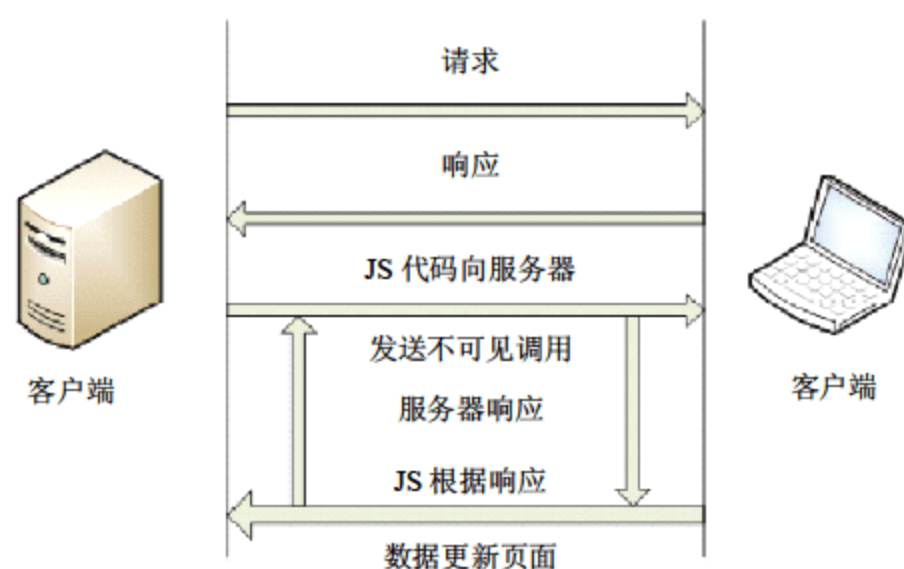 请求
响应
JS 代码向服务器
发送不可见调用
客户端
客户端
服务器响应
JS 根据响应
数据更新页面